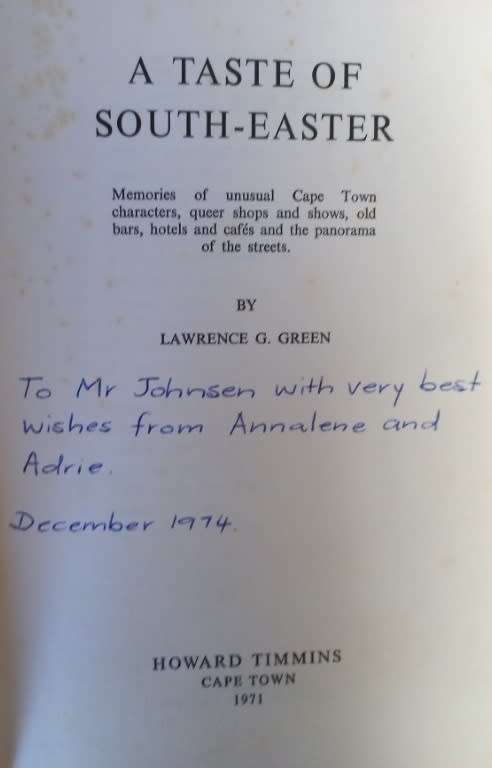 A TASTE OF
SOUTH-EASTER
Memories of unusual Cape Town
characters, queer shops and shows, old
bars, hotels and cafés and the panorama
of the streets.
BY
LAWRENCE G. GREEN
To Mr Johnsen with very best
wishes from Annalene and
Adrie.
December 1974.
HOWARD TIMMINS
CAPE TOWN
1971